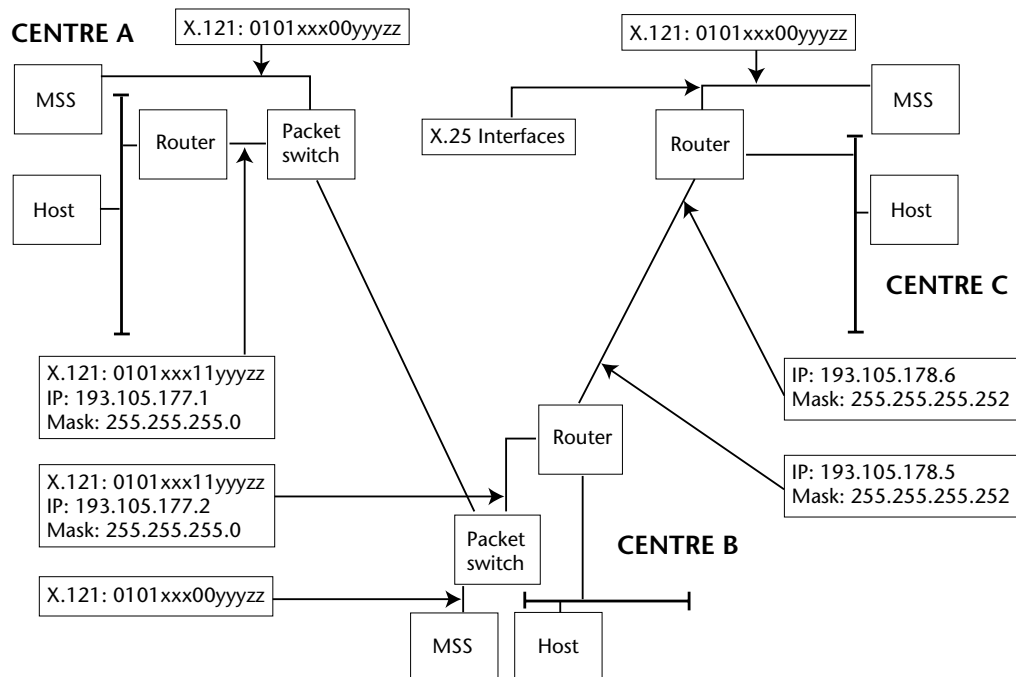 CENTRE A
X.121: 0101xxx00yyyzz
X.121: 0101xxx00yyyzz
MSS
Router
Packet
switch
Host
X.25 Interfaces
Router
MSS
Host
CENTRE C
X.121: 0101xxx11yyyzz
IP: 193.105.177.1
Mask: 255.255.255.0
IP: 193.105.178.6
Mask: 255.255.255.252
Router
X.121: 0101xxx11yyyzz
IP: 193.105.177.2
Mask: 255.255.255.0
IP: 193.105.178.5
Mask: 255.255.255.252
Packet
switch
CENTRE B
X.121: 0101xxx00yyyzz
MSS
Host